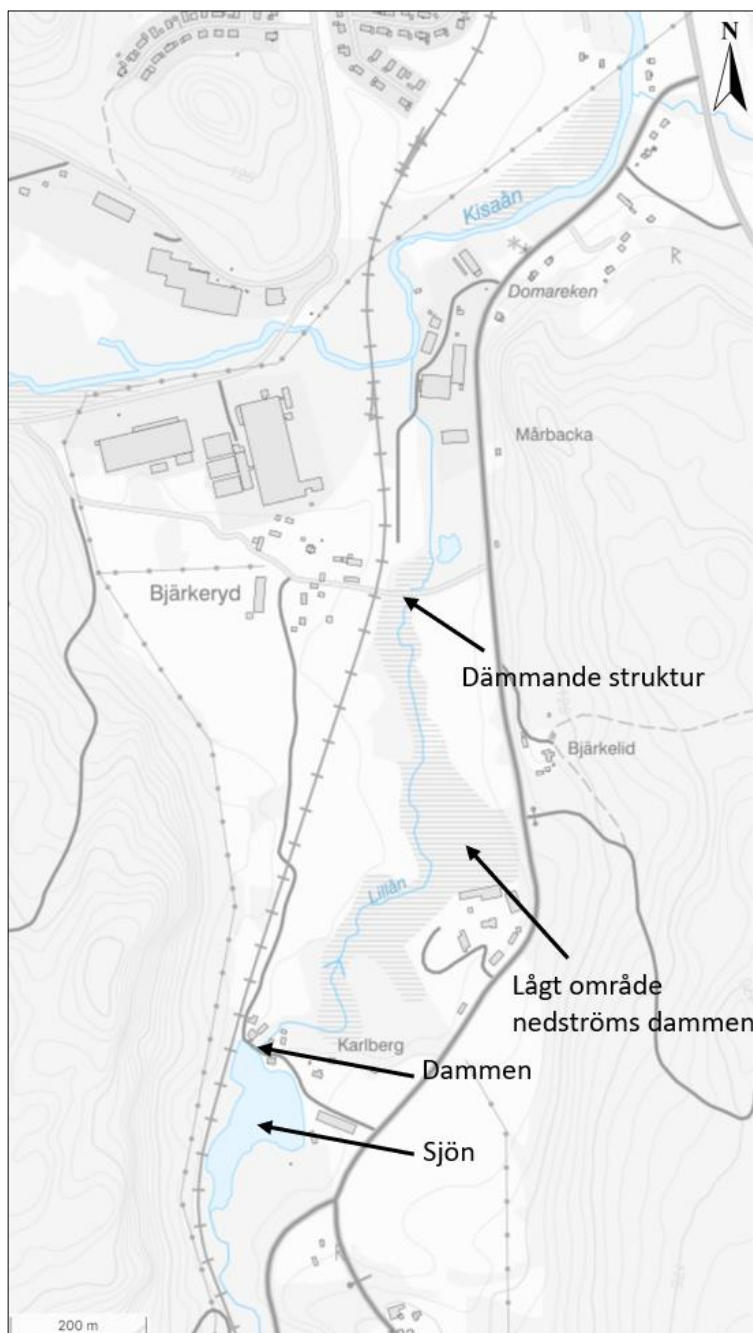 N
Kisaån
Domareken
R
Mårbacka
Bjärkeryd
Dämmande struktur
Bjärkelid
Lillån
Lågt område
nedströms dammen
Karlberg
Dammen
Sjön
R
200 m